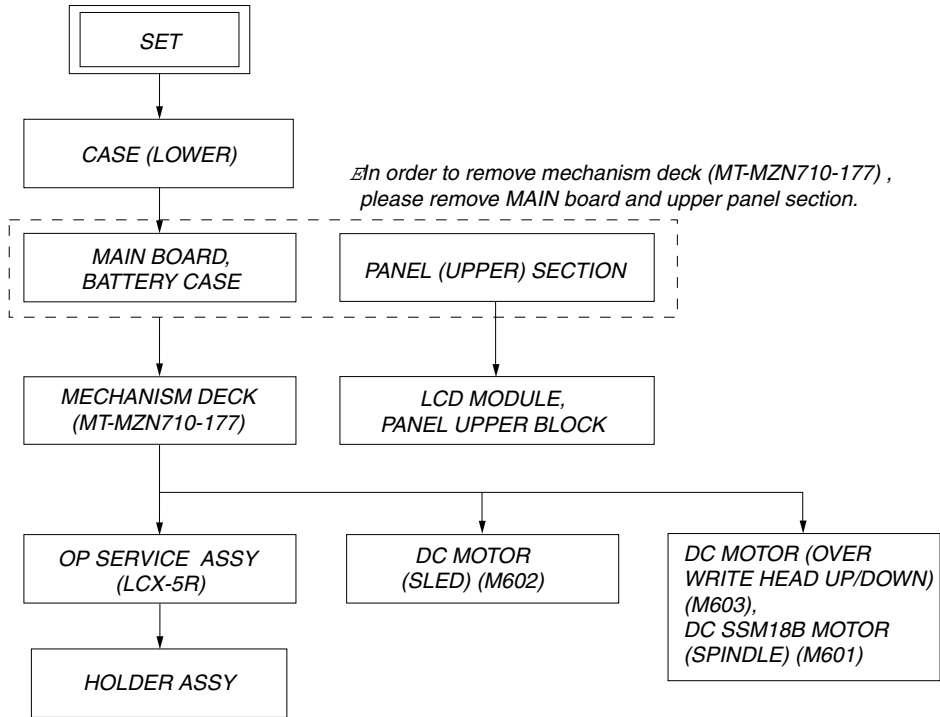 SET
CASE (LOWER)
In order to remove mechanism deck (MT-MZN710-177) ,
please remove MAIN board and upper panel section.
MAIN BOARD,
BATTERY CASE
PANEL (UPPER) SECTION
MECHANISM DECK
(MT-MZN710-177)
LCD MODULE,
PANEL UPPER BLOCK
OP SERVICE ASSY
(LCX-5R)
DC MOTOR
(SLED) (M602)
DC MOTOR (OVER
WRITE HEAD UP/DOWN)
(M603),
DC SSM18B MOTOR
(SPINDLE) (M601)
HOLDER ASSY